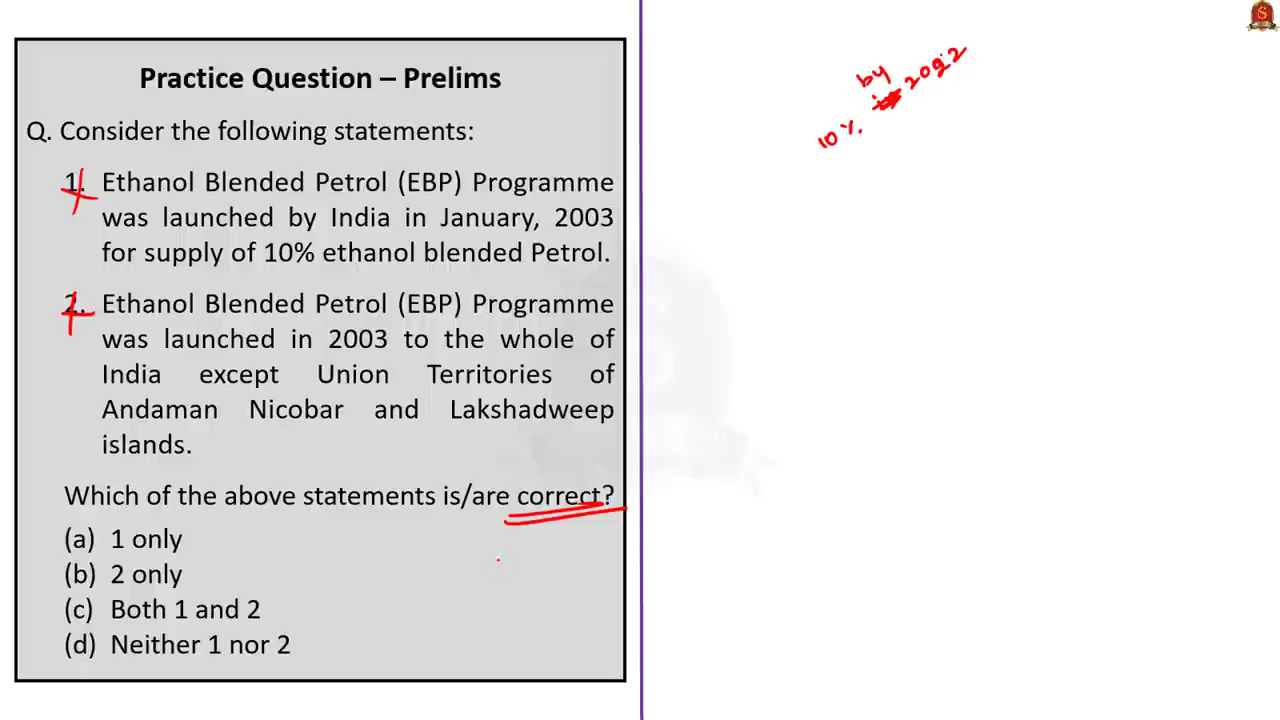 Practice Question – Prelims
Q. Consider the following statements:
1. Ethanol Blended Petrol (EBP) Programme
was launched by India in January, 2003
for supply of 10% ethanol blended Petrol.
2. Ethanol Blended Petrol (EBP) Programme
was launched in 2003 to the whole of
India except Union Territories of
Andaman Nicobar and Lakshadweep
islands.
Which of the above statements is/are correct?
(a) 1 only
(b) 2 only
(c) Both 1 and 2
(d) Neither 1 nor 2
by
10% 2022